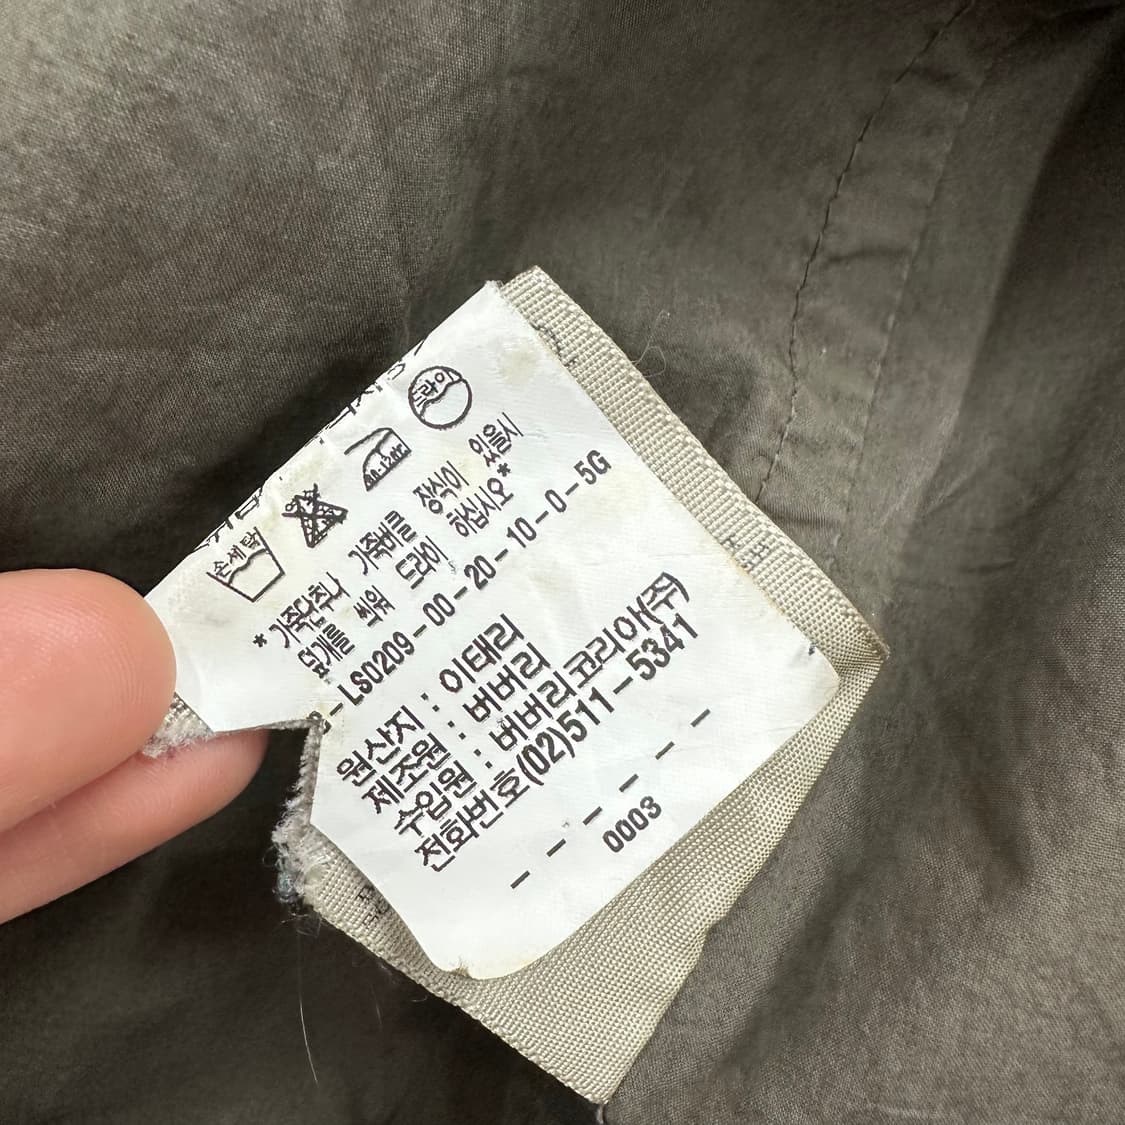 손세탁
드라이
* 가죽단추나 가죽버클 장식이 있을시
덮개를 씌워 드라이 하십시오*
-LS0209-00-20-10-0-5G
원산지 : 이태리
제조원 : 버버리
수입원 : 버버리코리아(주)
전화번호(02)511-5341
0003